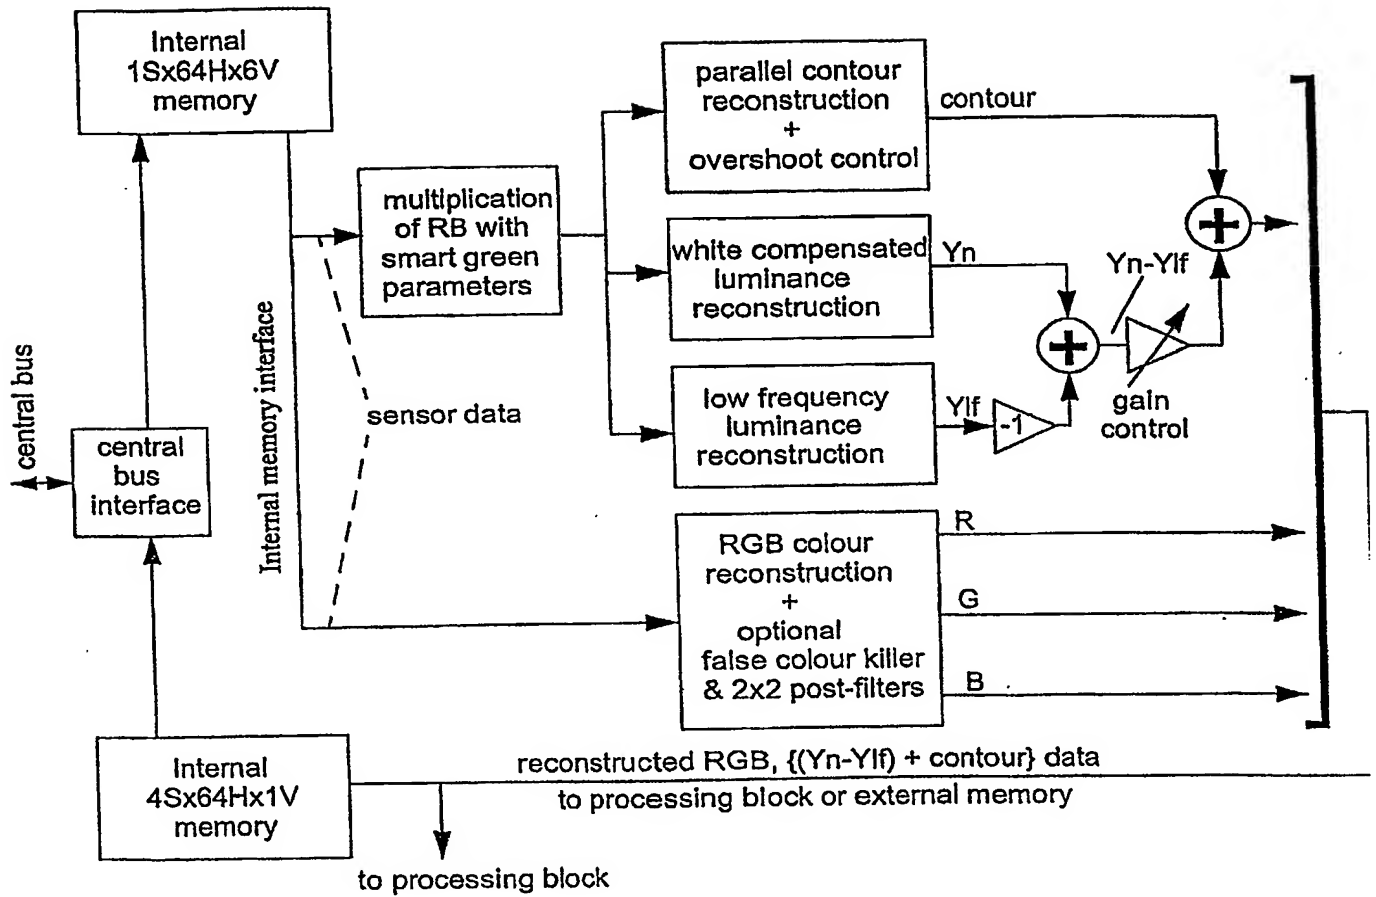 Internal
1Sx64Hx6V
memory
parallel contour
reconstruction
+
overshoot control
contour
multiplication
of RB with
smart green
parameters
white compensated
luminance
reconstruction
Yn
Yn-Ylf
+
+
gain
control
low frequency
luminance
reconstruction
Ylf
-1
Internal memory interface
sensor data
central bus
central
bus
interface
RGB colour
reconstruction
+
optional
false colour killer
& 2x2 post-filters
R
G
B
Internal
4Sx64Hx1V
memory
reconstructed RGB, {(Yn-Ylf) + contour} data
to processing block or external memory
to processing block